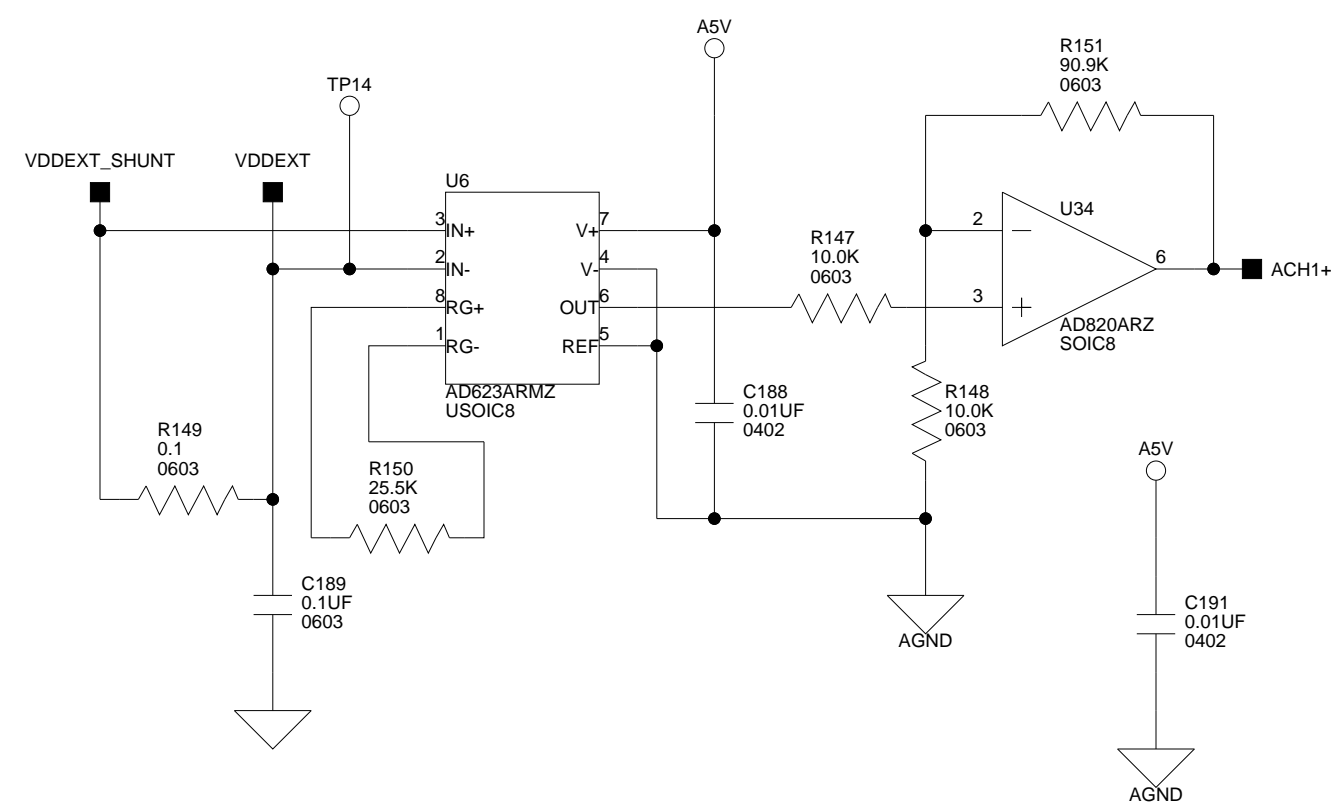 A5V
R151
90.9K
0603
TP14
VDDEXT_SHUNT
VDDEXT
U6
3
IN+
2
IN-
8
RG+
1
RG-
V+
7
V-
4
OUT
6
REF
5
AD623ARMZ
USOIC8
R147
10.0K
0603
2
3
U34
6
ACH1+
AD820ARZ
SOIC8
R149
0.1
0603
R150
25.5K
0603
C188
0.01UF
0402
R148
10.0K
0603
A5V
C189
0.1UF
0603
AGND
C191
0.01UF
0402
AGND